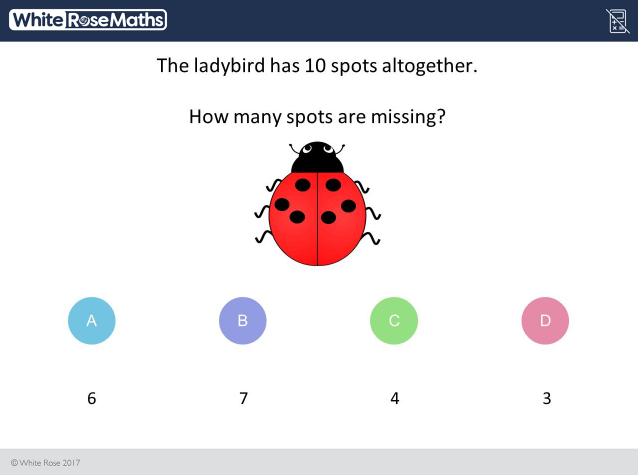 White Rose Maths
The ladybird has 10 spots altogether.
How many spots are missing?
A B C D
6 7 4 3
© White Rose 2017